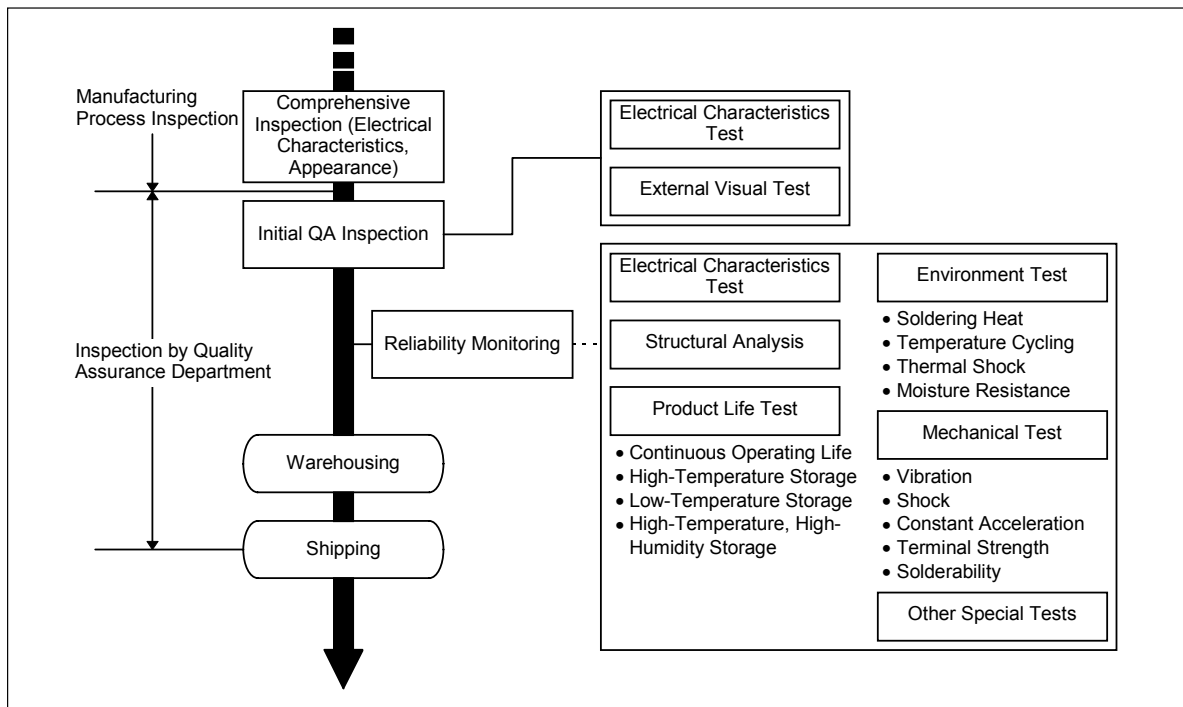 Manufacturing
Process Inspection
Comprehensive
Inspection (Electrical
Characteristics,
Appearance)
Initial QA Inspection
Electrical Characteristics
Test
External Visual Test
Inspection by Quality
Assurance Department
Reliability Monitoring
Warehousing
Shipping
Electrical Characteristics
Test
Structural Analysis
Product Life Test
• Continuous Operating Life
• High-Temperature Storage
• Low-Temperature Storage
• High-Temperature, High-
Humidity Storage
Environment Test
• Soldering Heat
• Temperature Cycling
• Thermal Shock
• Moisture Resistance
Mechanical Test
• Vibration
• Shock
• Constant Acceleration
• Terminal Strength
• Solderability
Other Special Tests